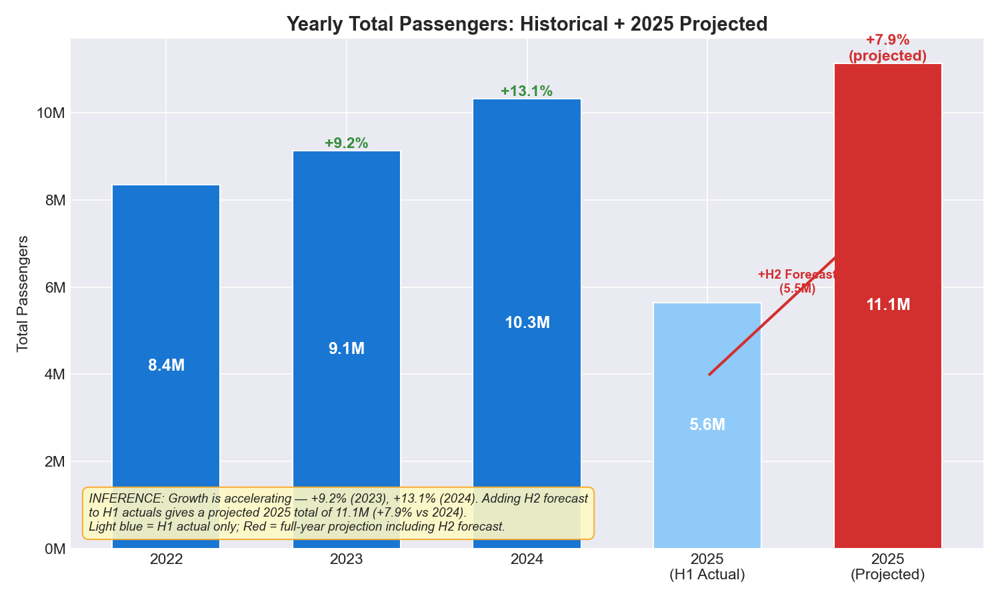 Yearly Total Passengers: Historical + 2025 Projected
+7.9%
(projected)
+13.1%
+9.2%
10M
8M
6M
4M
2M
0M
Total Passengers
+H2 Forecast
(5.5M)
8.4M
9.1M
10.3M
5.6M
11.1M
INFERENCE: Growth is accelerating — +9.2% (2023), +13.1% (2024). Adding H2 forecast
to H1 actuals gives a projected 2025 total of 11.1M (+7.9% vs 2024).
Light blue = H1 actual only; Red = full-year projection including H2 forecast.
2022
2023
2024
2025
(H1 Actual)
2025
(Projected)